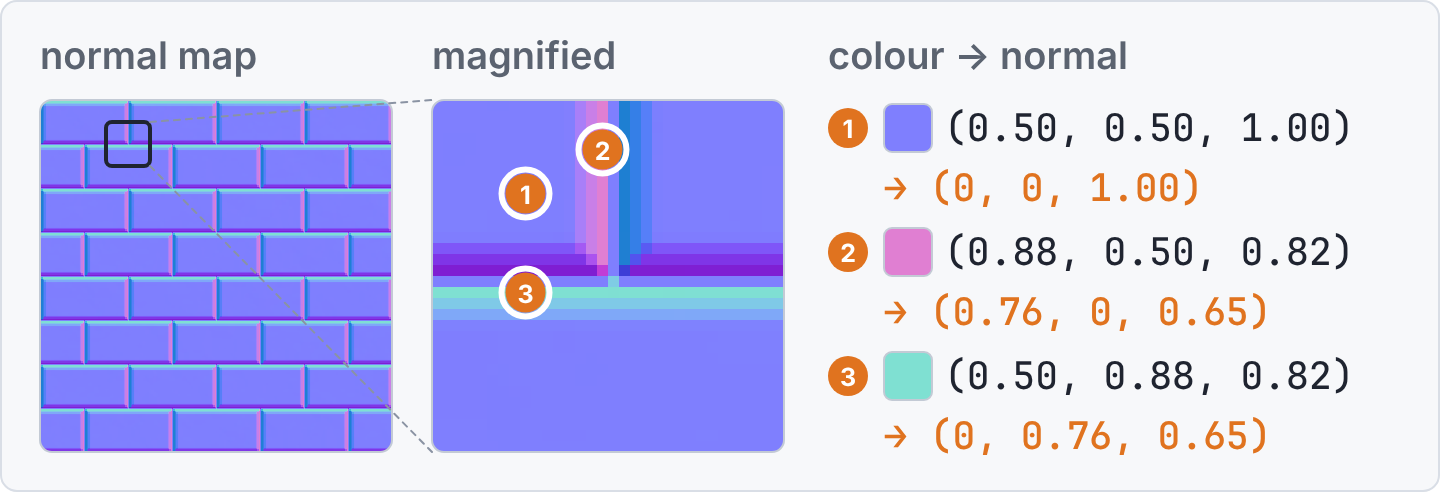 normal map
magnified
2
1
3
colour → normal
1 (0.50, 0.50, 1.00)
→ (0, 0, 1.00)
2 (0.88, 0.50, 0.82)
→ (0.76, 0, 0.65)
3 (0.50, 0.88, 0.82)
→ (0, 0.76, 0.65)